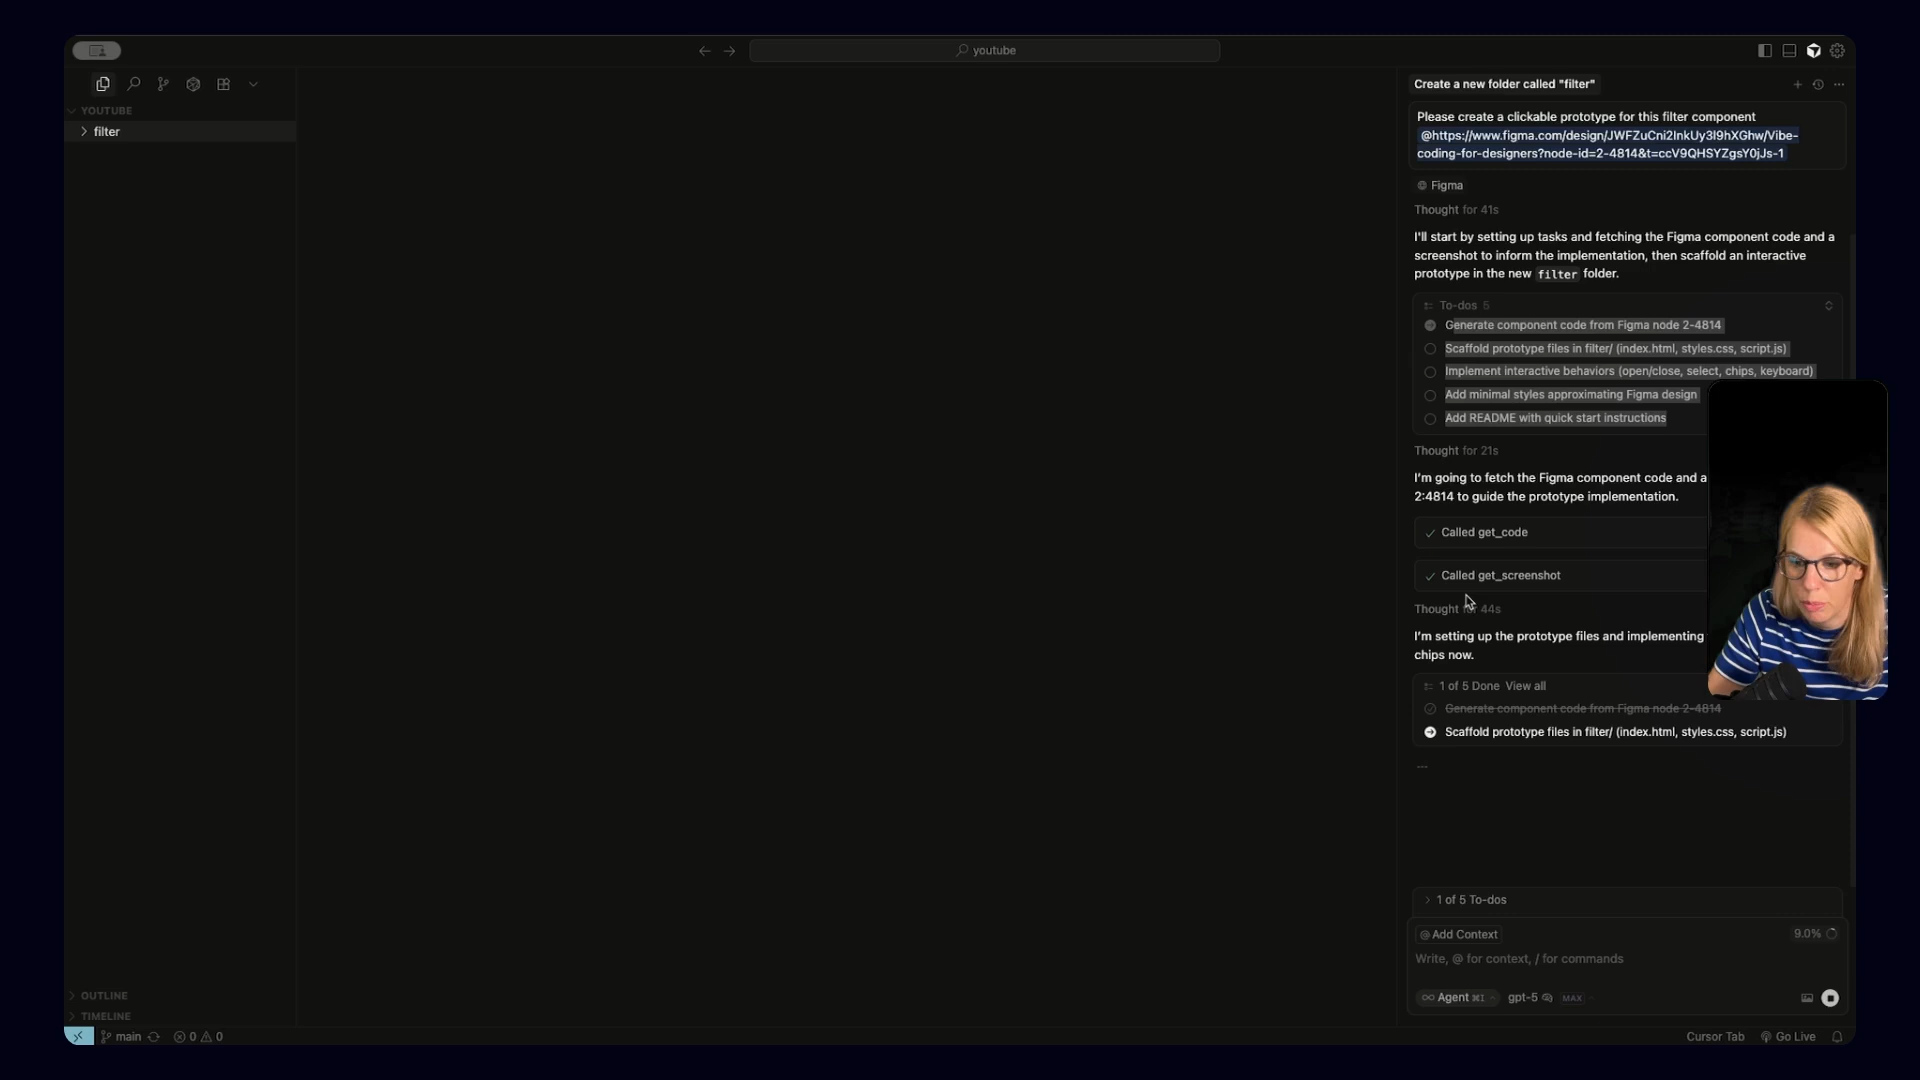 youtube
YOUTUBE
filter
OUTLINE
TIMELINE
main
0 0
Create a new folder called "filter"
Please create a clickable prototype for this filter component
@https://www.figma.com/design/JWFZuCni2InkUy3I9hXGhw/Vibe-
coding-for-designers?node-id=2-4814&t=ccV9QHSYZgsY0jJs-1
Figma
Thought for 41s
I'll start by setting up tasks and fetching the Figma component code and a
screenshot to inform the implementation, then scaffold an interactive
prototype in the new filter folder.
To-dos 5
Generate component code from Figma node 2-4814
Scaffold prototype files in filter/ (index.html, styles.css, script.js)
Implement interactive behaviors (open/close, select, chips, keyboard)
Add minimal styles approximating Figma design
Add README with quick start instructions
Thought for 21s
I'm going to fetch the Figma component code and a
2:4814 to guide the prototype implementation.
Called get_code
Called get_screenshot
Thought for 44s
I'm setting up the prototype files and implementing
chips now.
1 of 5 Done View all
Generate component code from Figma node 2-4814
Scaffold prototype files in filter/ (index.html, styles.css, script.js)
1 of 5 To-dos
@ Add Context
9.0%
Write, @ for context, / for commands
Agent ⌘I
gpt-5
MAX
Cursor Tab
Go Live